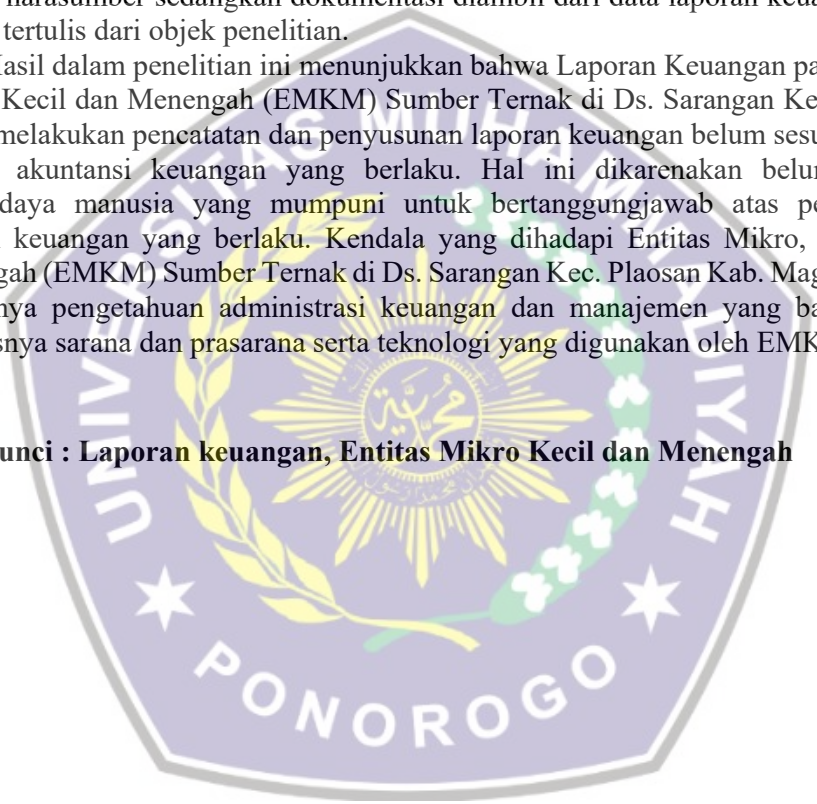 narasumber sedangkan dokumentasi diambil dari data laporan keua
tertulis dari objek penelitian.
asil dalam penelitian ini menunjukkan bahwa Laporan Keuangan pa
Kecil dan Menengah (EMKM) Sumber Ternak di Ds. Sarangan Ke
melakukan pencatatan dan penyusunan laporan keuangan belum sesu
akuntansi keuangan yang berlaku. Hal ini dikarenakan belu
daya manusia yang mumpuni untuk bertanggungjawab atas pe
keuangan yang berlaku. Kendala yang dihadapi Entitas Mikro,
gah (EMKM) Sumber Ternak di Ds. Sarangan Kec. Plaosan Kab. Mag
nya pengetahuan administrasi keuangan dan manajemen yang ba
snya sarana dan prasarana serta teknologi yang digunakan oleh EMK
unci : Laporan keuangan, Entitas Mikro Kecil dan Menengah
UNIVERSITAS MUHAMMADIYAH
PONOROGO